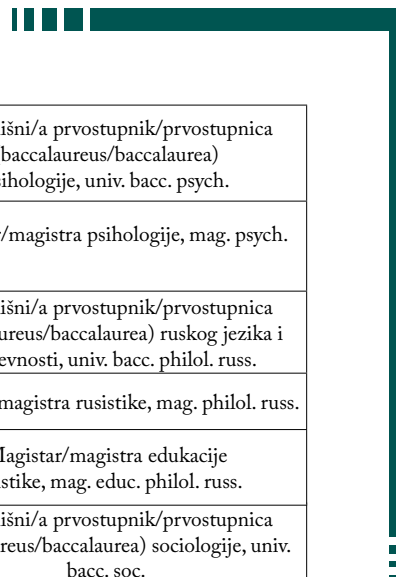 išni/a prvostupnik/prvostupnica
baccalaureus/baccalaurea)
sihologije, univ. bacc. psych.
/magistra psihologije, mag. psych.
išni/a prvostupnik/prvostupnica
ureus/baccalaurea) ruskog jezika i
evnosti, univ. bacc. philol. russ.
magistra rusistike, mag. philol. russ.
Magistar/magistra edukacije
istike, mag. educ. philol. russ.
išni/a prvostupnik/prvostupnica
reus/baccalaurea) sociologije, univ.
bacc. soc.